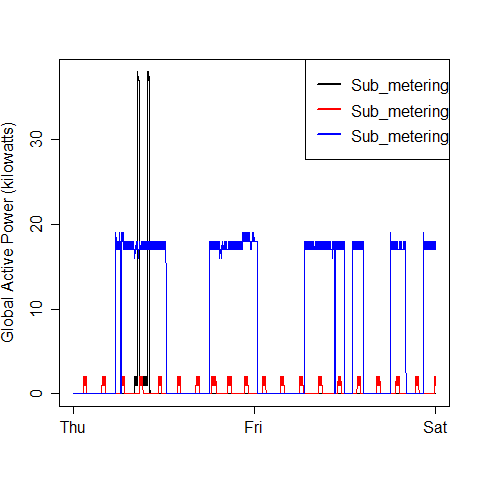 Global Active Power (kilowatts)
30
20
10
0
Thu
Fri
Sat
Sub_metering
Sub_metering
Sub_metering